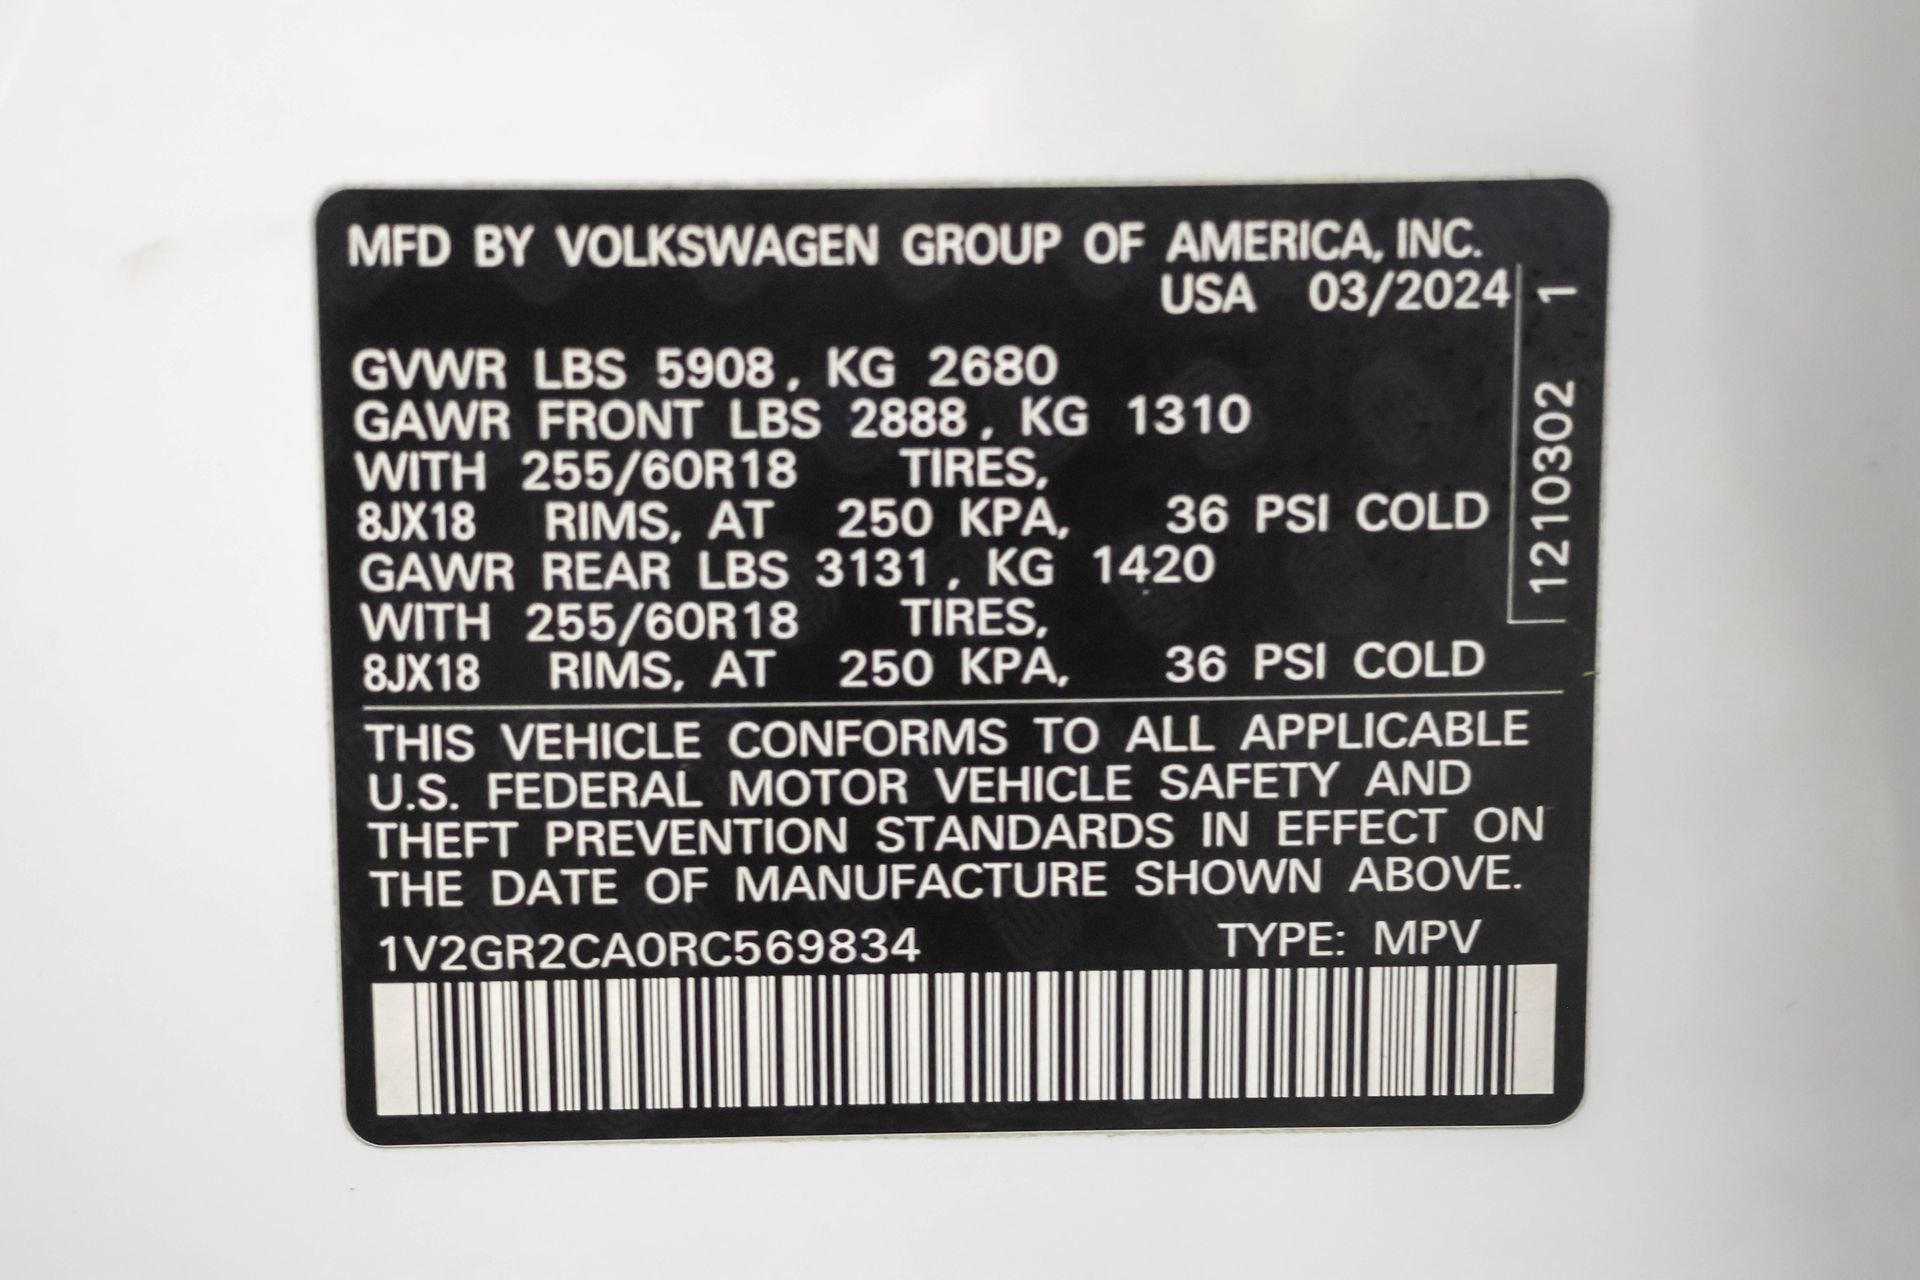 MFD BY VOLKSWAGEN GROUP OF AMERICA, INC.
USA 03/2024
GVWR LBS 5908, KG 2680
GAWR FRONT LBS 2888, KG 1310
WITH 255/60R18 TIRES,
8JX18 RIMS, AT 250 KPA, 36 PSI COLD
GAWR REAR LBS 3131, KG 1420
WITH 255/60R18 TIRES,
8JX18 RIMS, AT 250 KPA, 36 PSI COLD
1210302 1
THIS VEHICLE CONFORMS TO ALL APPLICABLE
U.S. FEDERAL MOTOR VEHICLE SAFETY AND
THEFT PREVENTION STANDARDS IN EFFECT ON
THE DATE OF MANUFACTURE SHOWN ABOVE.
1V2GR2CA0RC569834 TYPE: MPV